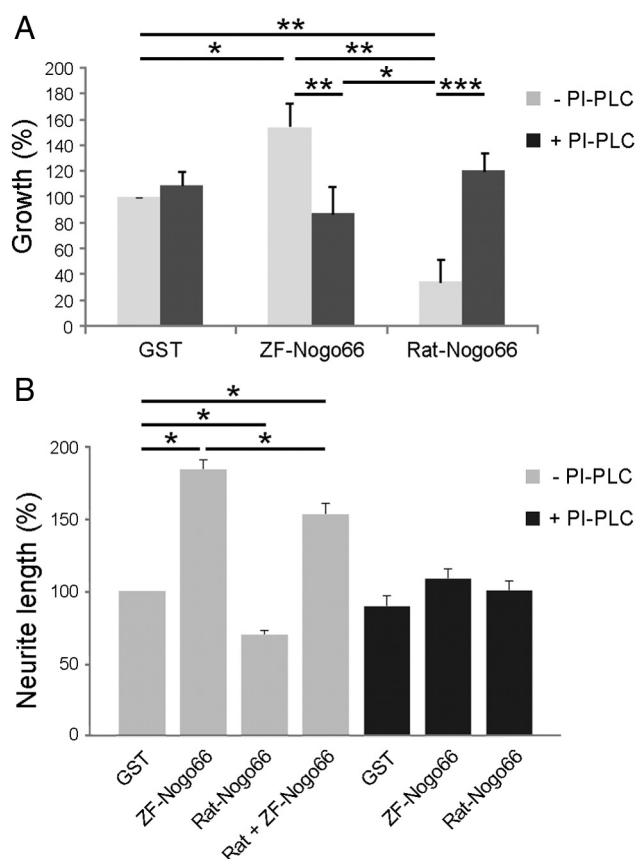 A
** 
* **
** * ***
200
180
160
140
120
100
80
60
40
20
0
Growth (%)
- PI-PLC
+ PI-PLC
GST ZF-Nogo66 Rat-Nogo66
B
*
*
* *
200
150
100
50
0
Neurite length (%)
- PI-PLC
+ PI-PLC
GST
ZF-Nogo66
Rat-Nogo66
Rat + ZF-Nogo66
GST
ZF-Nogo66
Rat-Nogo66